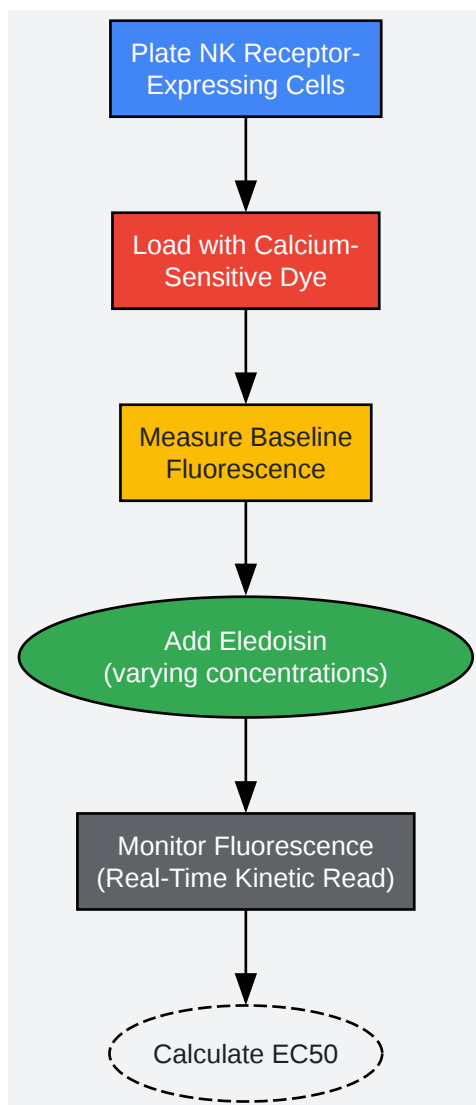 Plate NK Receptor-
Expressing Cells
Load with Calcium-
Sensitive Dye
Measure Baseline
Fluorescence
Add Eledoisin
(varying concentrations)
Monitor Fluorescence
(Real-Time Kinetic Read)
Calculate EC50